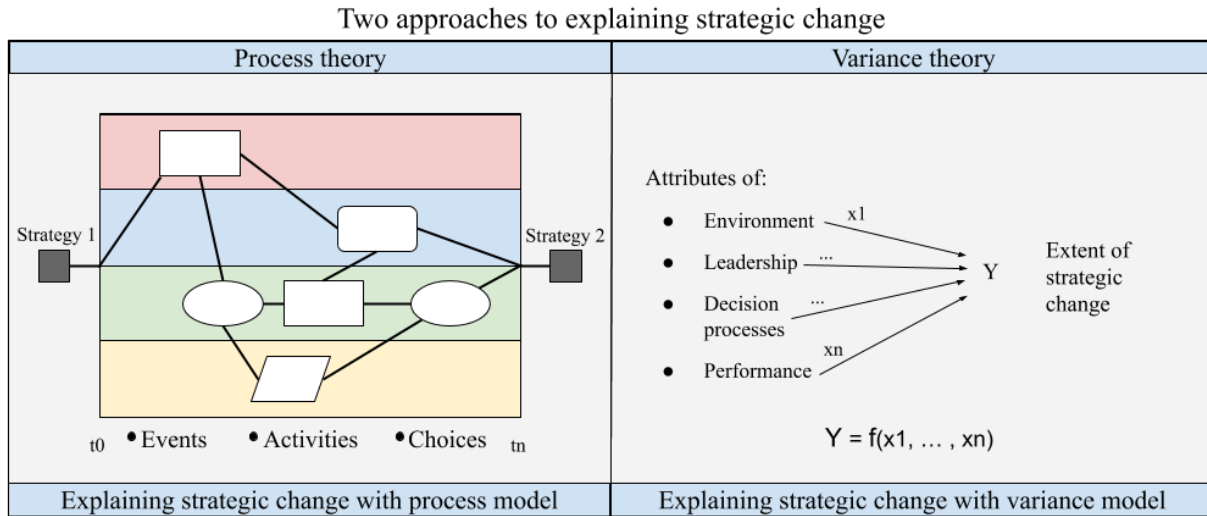 Two approaches to explaining strategic change
Process theory
Strategy 1
Strategy 2
t0
• Events
• Activities
• Choices
tn
Explaining strategic change with process model
Variance theory
Attributes of:
● Environment
● Leadership
● Decision
processes
● Performance
x1
...
...
xn
Y
Extent of
strategic
change
Y = f(x1, … , xn)
Explaining strategic change with variance model